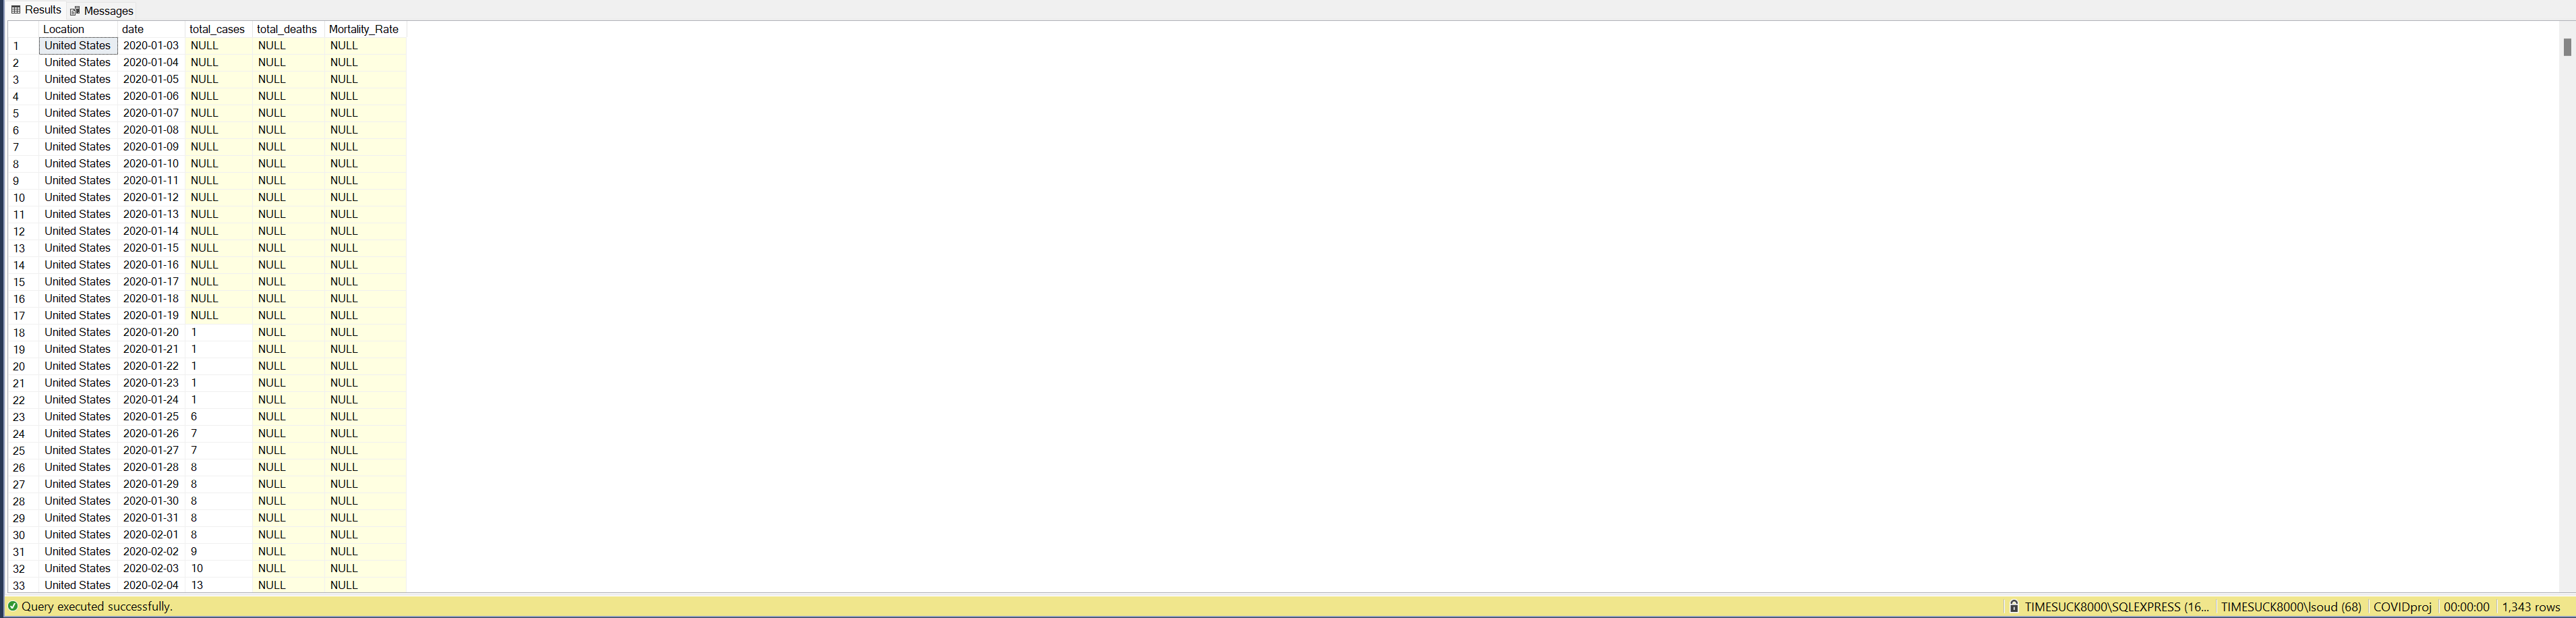 Results Messages
Location date total_cases total_deaths Mortality_Rate
1 United States 2020-01-03 NULL NULL NULL
2 United States 2020-01-04 NULL NULL NULL
3 United States 2020-01-05 NULL NULL NULL
4 United States 2020-01-06 NULL NULL NULL
5 United States 2020-01-07 NULL NULL NULL
6 United States 2020-01-08 NULL NULL NULL
7 United States 2020-01-09 NULL NULL NULL
8 United States 2020-01-10 NULL NULL NULL
9 United States 2020-01-11 NULL NULL NULL
10 United States 2020-01-12 NULL NULL NULL
11 United States 2020-01-13 NULL NULL NULL
12 United States 2020-01-14 NULL NULL NULL
13 United States 2020-01-15 NULL NULL NULL
14 United States 2020-01-16 NULL NULL NULL
15 United States 2020-01-17 NULL NULL NULL
16 United States 2020-01-18 NULL NULL NULL
17 United States 2020-01-19 NULL NULL NULL
18 United States 2020-01-20 1 NULL NULL
19 United States 2020-01-21 1 NULL NULL
20 United States 2020-01-22 1 NULL NULL
21 United States 2020-01-23 1 NULL NULL
22 United States 2020-01-24 1 NULL NULL
23 United States 2020-01-25 6 NULL NULL
24 United States 2020-01-26 7 NULL NULL
25 United States 2020-01-27 7 NULL NULL
26 United States 2020-01-28 8 NULL NULL
27 United States 2020-01-29 8 NULL NULL
28 United States 2020-01-30 8 NULL NULL
29 United States 2020-01-31 8 NULL NULL
30 United States 2020-02-01 8 NULL NULL
31 United States 2020-02-02 9 NULL NULL
32 United States 2020-02-03 10 NULL NULL
33 United States 2020-02-04 13 NULL NULL
Query executed successfully. TIMESUCK8000\SQLEXPRESS (16... TIMESUCK8000\lsoud (68) COVIDproj 00:00:00 1,343 rows